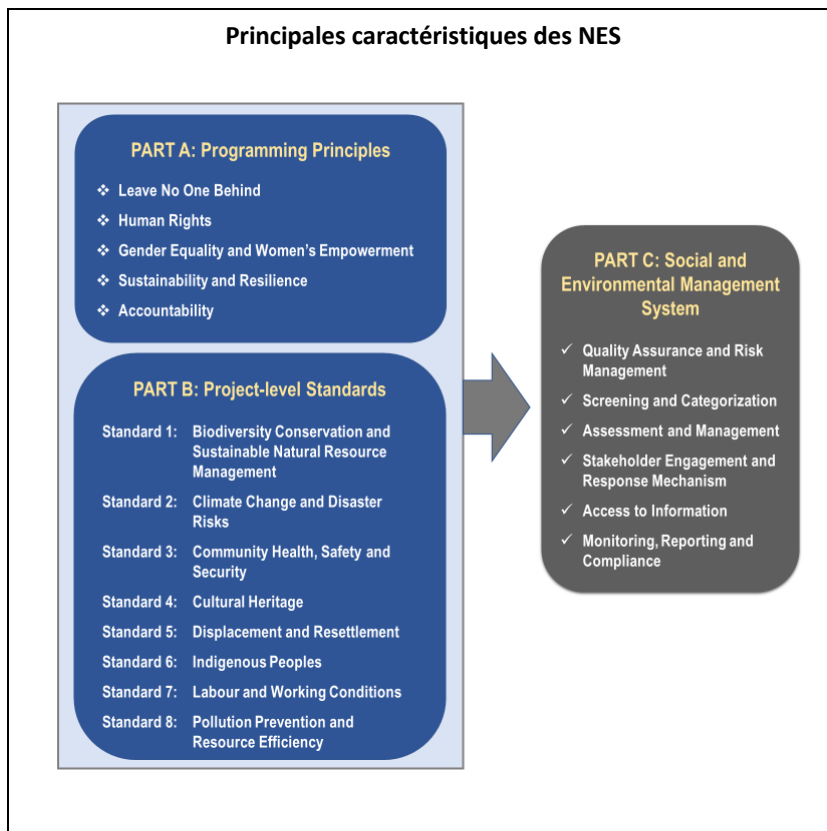 Principales caractéristiques des NES
PART A: Programming Principles
❖ Leave No One Behind
❖ Human Rights
❖ Gender Equality and Women's Empowerment
❖ Sustainability and Resilience
❖ Accountability
PART B: Project-level Standards
Standard 1: Biodiversity Conservation and
Sustainable Natural Resource
Management
Standard 2: Climate Change and Disaster
Risks
Standard 3: Community Health, Safety and
Security
Standard 4: Cultural Heritage
Standard 5: Displacement and Resettlement
Standard 6: Indigenous Peoples
Standard 7: Labour and Working Conditions
Standard 8: Pollution Prevention and
Resource Efficiency
PART C: Social and
Environmental Management
System
✓ Quality Assurance and Risk
Management
✓ Screening and Categorization
✓ Assessment and Management
✓ Stakeholder Engagement and
Response Mechanism
✓ Access to Information
✓ Monitoring, Reporting and
Compliance